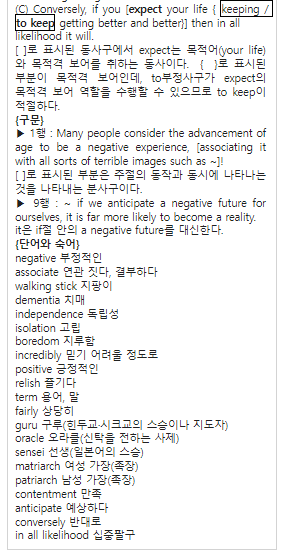 (C) Conversely, if you [expect your life { keeping /
to keep getting better and better}] then in all
likelihood it will.
[ ]로 표시된 동사구에서 expect는 목적어(your life)
와 목적격 보어를 취하는 동사이다. { }로 표시된
부분이 목적격 보어인데, to부정사구가 expect의
목적격 보어 역할을 수행할 수 있으므로 to keep이
적절하다.
{구문}
▶ 1행 : Many people consider the advancement of
age to be a negative experience, [associating it
with all sorts of terrible images such as ~]!
[ ]로 표시된 부분은 주절의 동작과 동시에 나타나는
것을 나타내는 분사구이다.
▶ 9행 : ~ if we anticipate a negative future for
ourselves, it is far more likely to become a reality.
it은 if절 안의 a negative future를 대신한다.
{단어와 숙어}
negative 부정적인
associate 연관 짓다, 결부하다
walking stick 지팡이
dementia 치매
independence 독립성
isolation 고립
boredom 지루함
incredibly 믿기 어려울 정도로
positive 긍정적인
relish 즐기다
term 용어, 말
fairly 상당히
guru 구루(힌두교·시크교의 스승이나 지도자)
oracle 오라클(신탁을 전하는 사제)
sensei 선생(일본어의 스승)
matriarch 여성 가장(족장)
patriarch 남성 가장(족장)
contentment 만족
anticipate 예상하다
conversely 반대로
in all likelihood 십중팔구